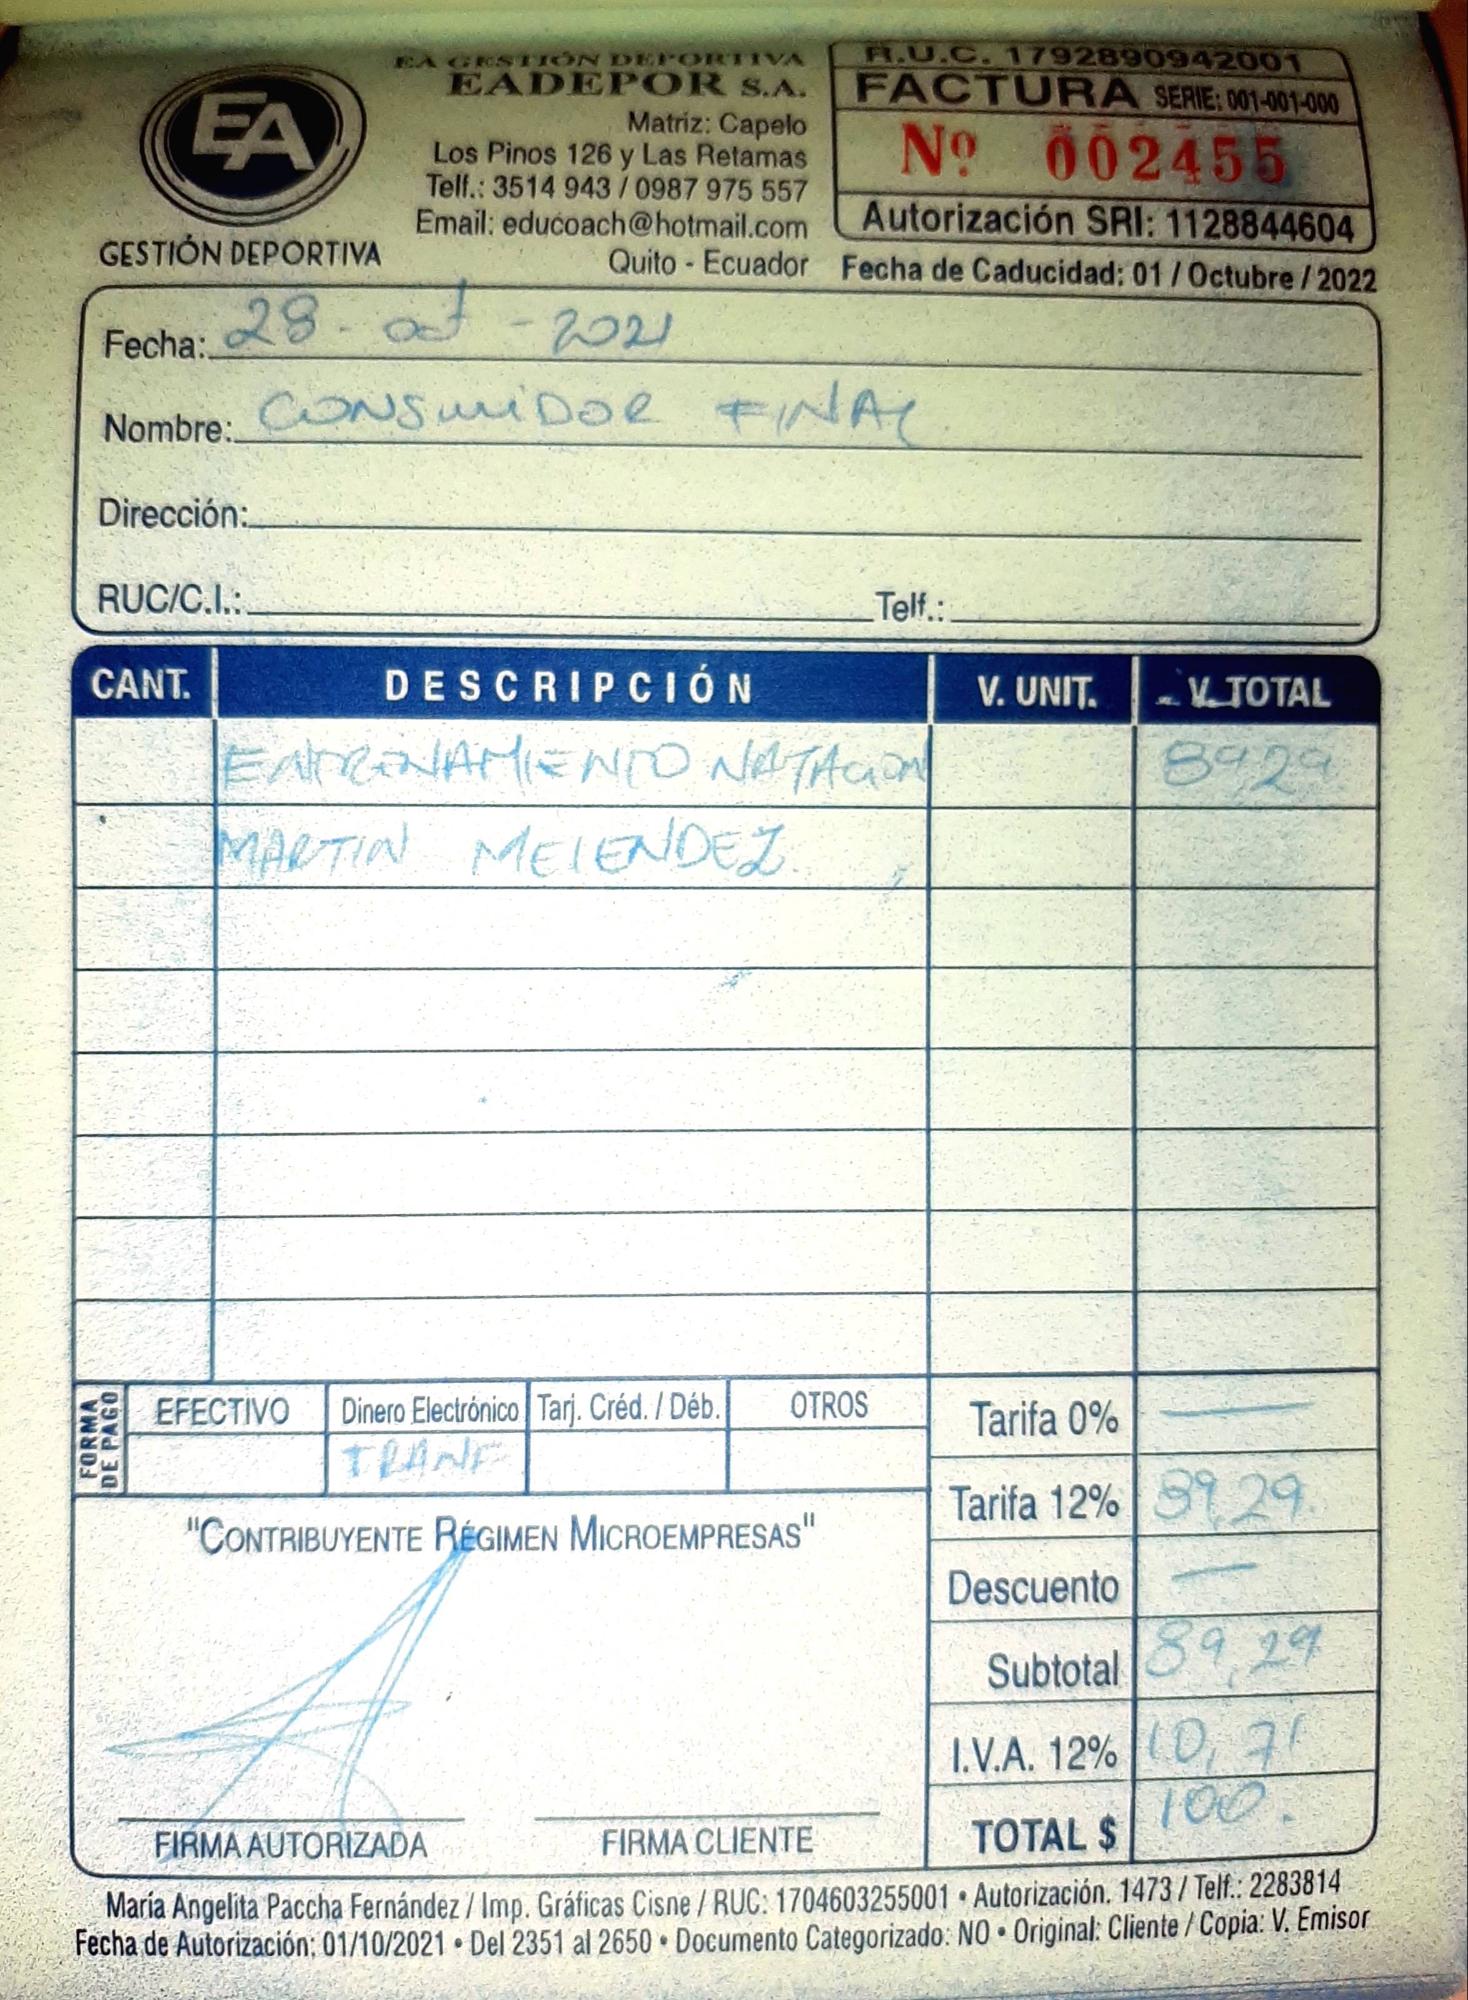 EA GESTIÓN DEPORTIVA
EADEPOR S.A.
Matriz: Capelo
Los Pinos 126 y Las Retamas
Telf.: 3514 943 / 0987 975 557
Email: educoach@hotmail.com
Quito - Ecuador
EA
GESTIÓN DEPORTIVA
R.U.C. 1792890942001
FACTURA SERIE: 001-001-000
Nº 002455
Autorización SRI: 1128844604
Fecha de Caducidad: 01 / Octubre / 2022
Fecha: 28 - oct - 2021
Nombre: CONSUMIDOR FINAL
Dirección:
RUC/C.I.: Telf.:
CANT. DESCRIPCIÓN V. UNIT. V. TOTAL
ENTRENAMIENTO NATACION 89,29
MARTIN MELENDEZ
FORMA DE PAGO
EFECTIVO Dinero Electrónico Tarj. Créd. / Déb. OTROS
TRANF
Tarifa 0% —
Tarifa 12% 89,29
Descuento —
Subtotal 89,29
I.V.A. 12% 10,71
TOTAL $ 100.
"CONTRIBUYENTE RÉGIMEN MICROEMPRESAS"
FIRMA AUTORIZADA FIRMA CLIENTE
María Angelita Paccha Fernández / Imp. Gráficas Cisne / RUC: 1704603255001 • Autorización. 1473 / Telf.: 2283814
Fecha de Autorización: 01/10/2021 • Del 2351 al 2650 • Documento Categorizado: NO • Original: Cliente / Copia: V. Emisor